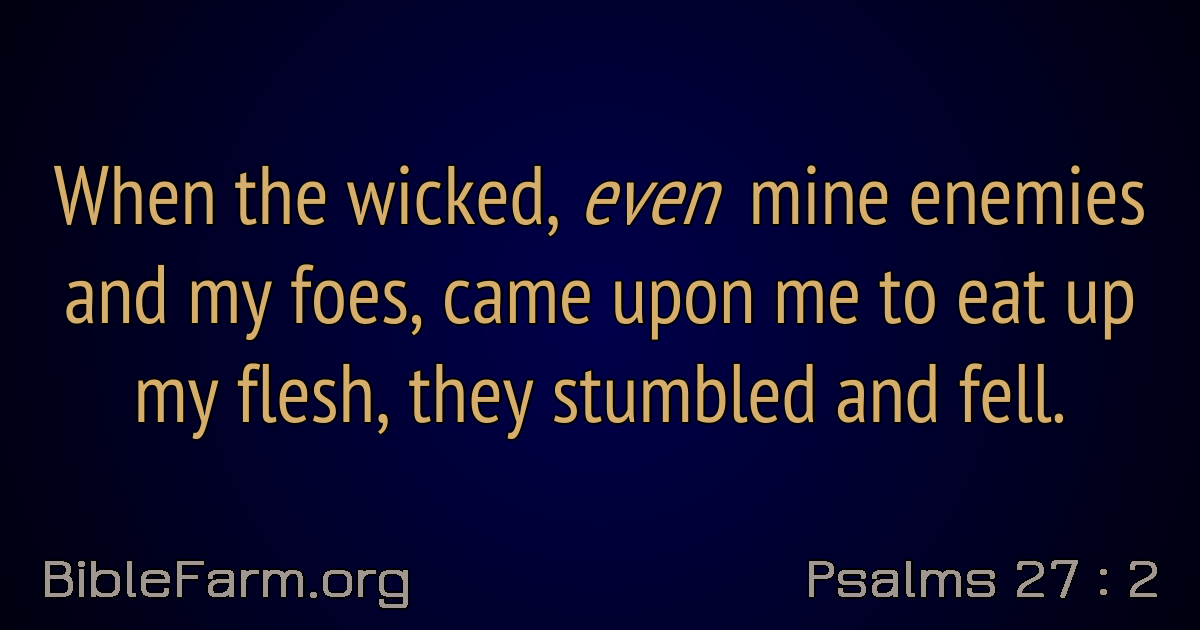 When the wicked, even mine enemies
and my foes, came upon me to eat up
my flesh, they stumbled and fell.
BibleFarm.org
Psalms 27 : 2